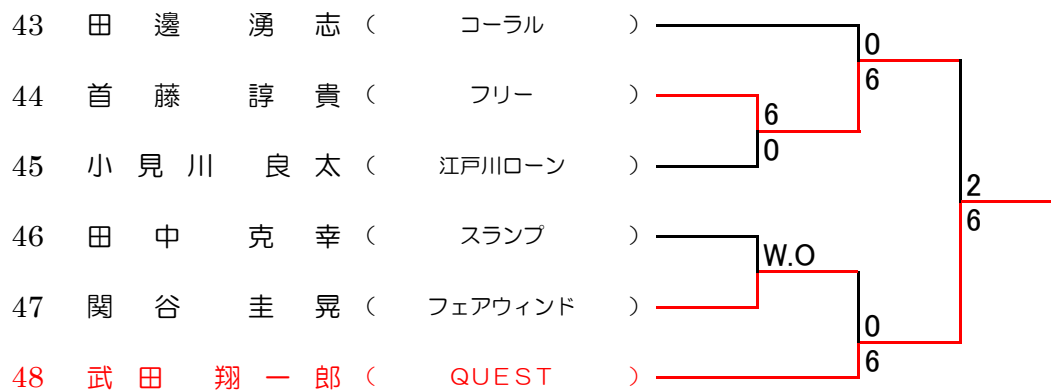 43 田邊 湧志 ( コーラル )
0
44 首藤 諄貴 ( フリー )
6
6
0
45 小見川 良太 ( 江戸川ローン )
2
46 田中 克幸 ( スランプ )
6
W.O
47 関谷 圭晃 ( フェアウィンド )
0
48 武田 翔一郎 ( QUEST )
6